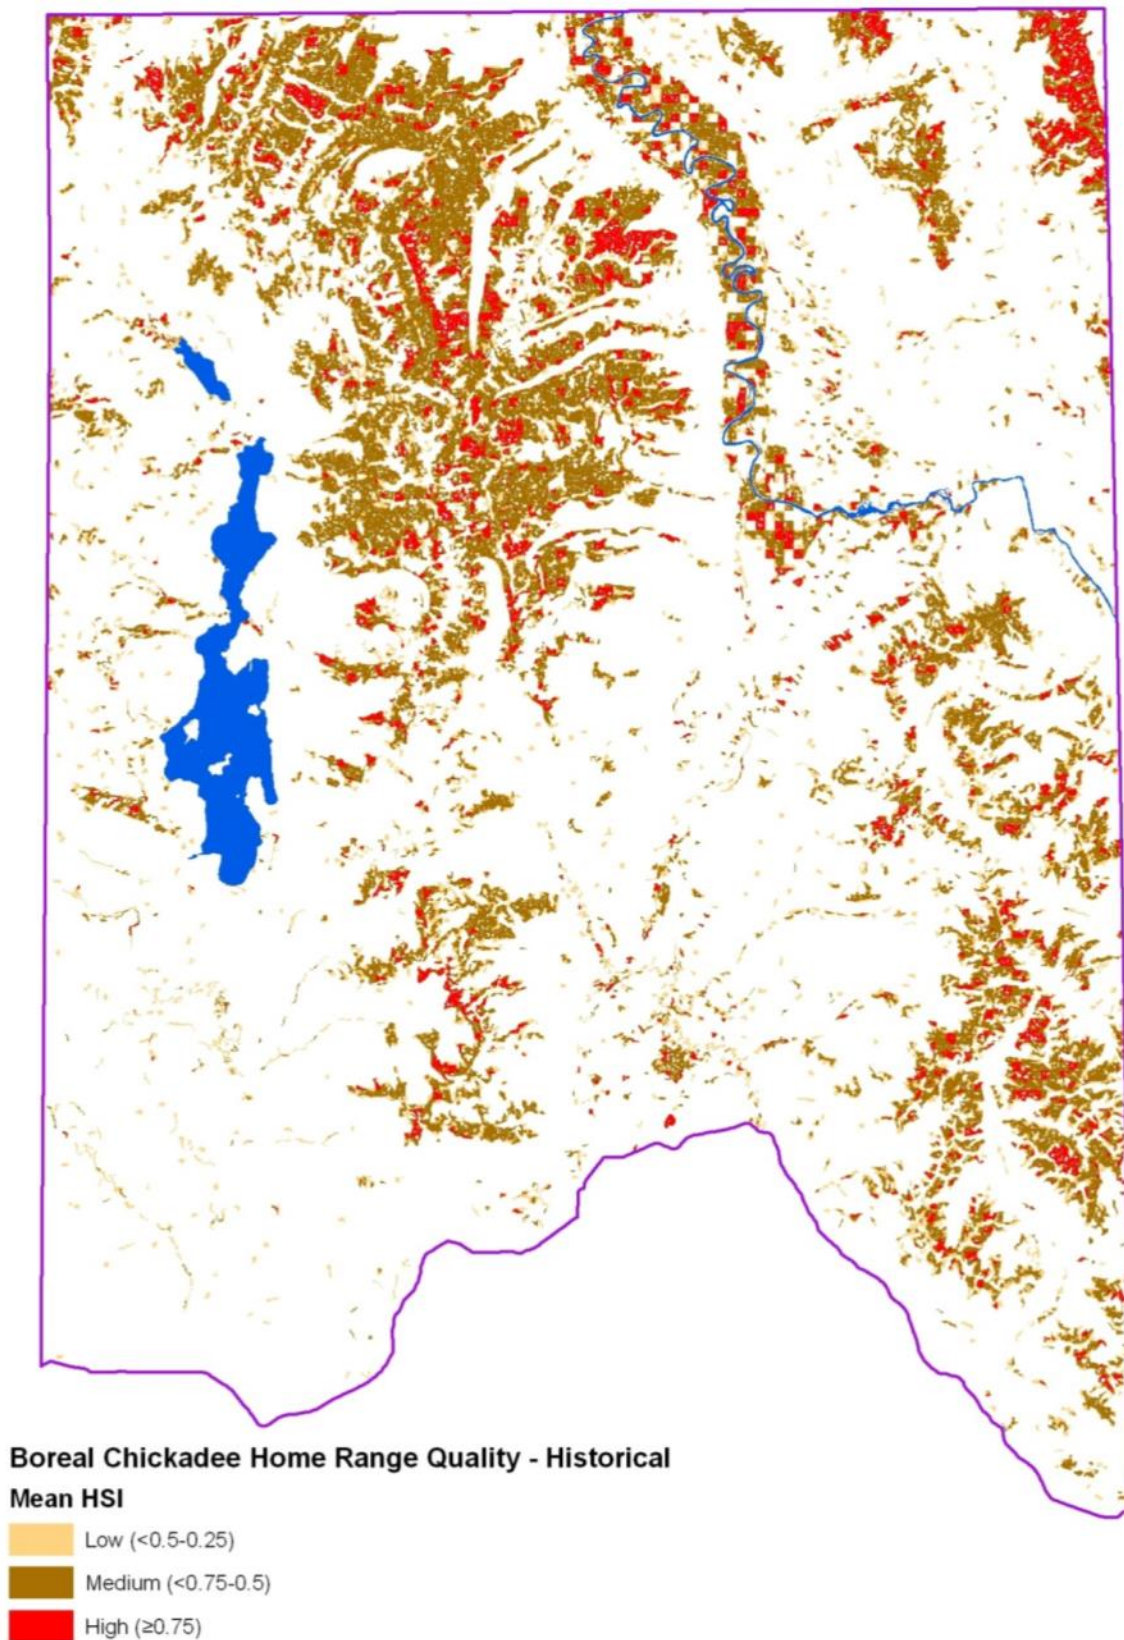 Boreal Chickadee Home Range Quality - Historical
Mean HSI
Low (<0.5-0.25)
Medium (<0.75-0.5)
High (≥0.75)